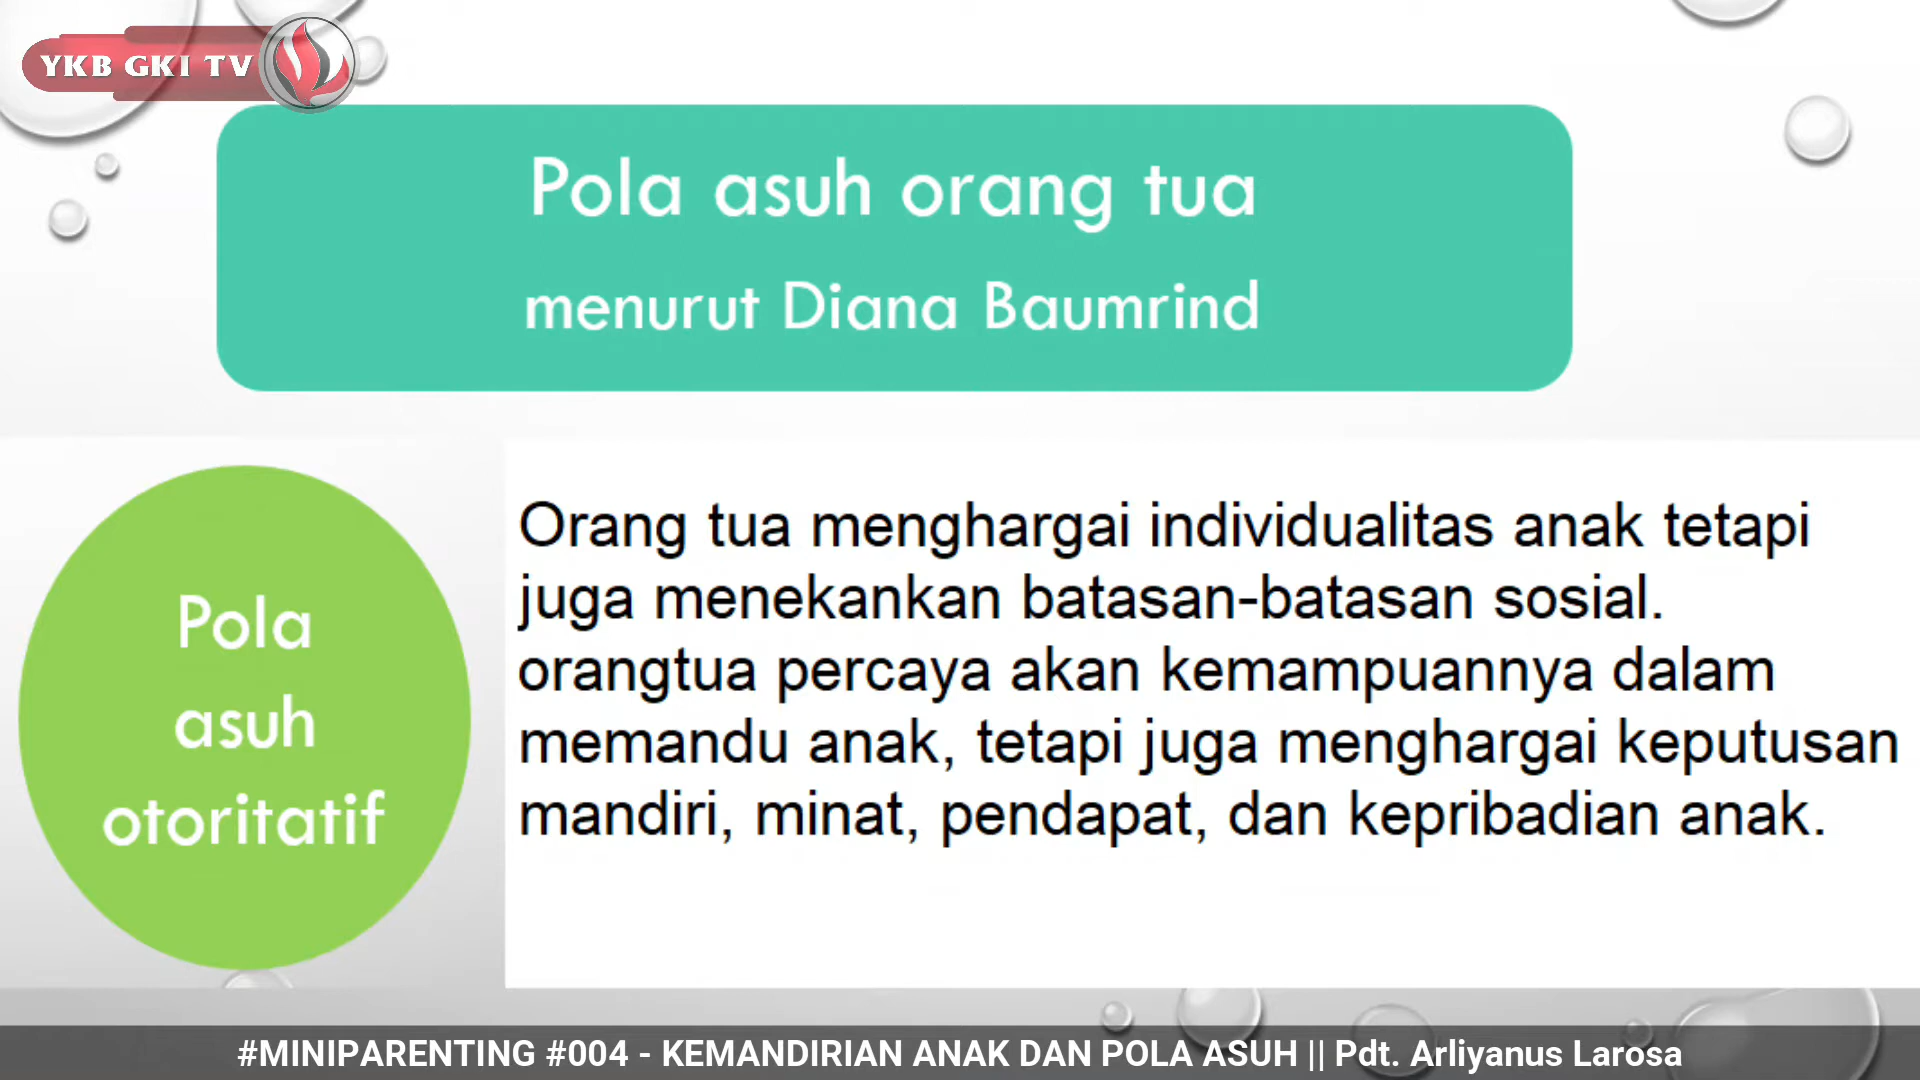 YKB GKI TV
Pola asuh orang tua
menurut Diana Baumrind
Pola
asuh
otoritatif
Orang tua menghargai individualitas anak tetapi
juga menekankan batasan-batasan sosial.
orangtua percaya akan kemampuannya dalam
memandu anak, tetapi juga menghargai keputusan
mandiri, minat, pendapat, dan kepribadian anak.
#MINIPARENTING #004 - KEMANDIRIAN ANAK DAN POLA ASUH || Pdt. Arliyanus Larosa